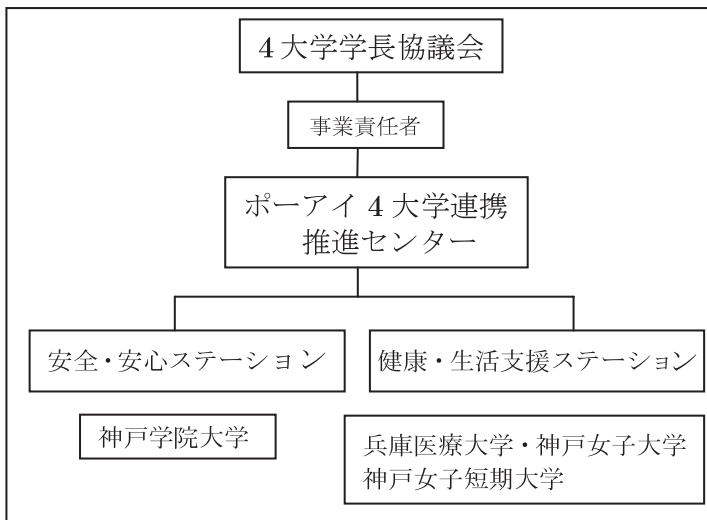 4大学学長協議会
事業責任者
ポーアイ4大学連携
推進センター
安全・安心ステーション
健康・生活支援ステーション
神戸学院大学
兵庫医療大学・神戸女子大学
神戸女子短期大学